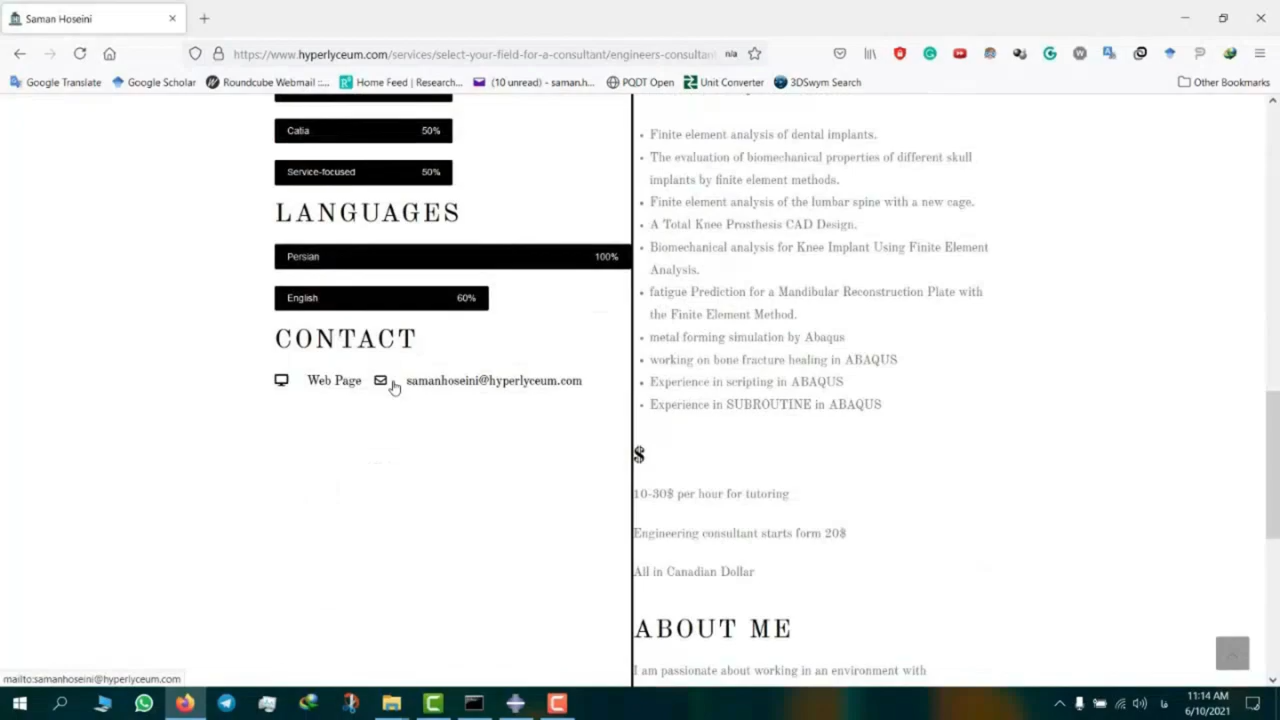 Saman Hoseini
https://www.hyperlyceum.com/services/select-your-field-for-a-consultant/engineers-consultan
n/a
Google Translate
Google Scholar
Roundcube Webmail ::...
Home Feed | Research...
(10 unread) - saman.h...
PQDT Open
Unit Converter
3DSwym Search
Other Bookmarks
Catia 50%
Service-focused 50%
LANGUAGES
Persian 100%
English 60%
CONTACT
Web Page
samanhoseini@hyperlyceum.com
• Finite element analysis of dental implants.
• The evaluation of biomechanical properties of different skull
implants by finite element methods.
• Finite element analysis of the lumbar spine with a new cage.
• A Total Knee Prosthesis CAD Design.
• Biomechanical analysis for Knee Implant Using Finite Element
Analysis.
• fatigue Prediction for a Mandibular Reconstruction Plate with
the Finite Element Method.
• metal forming simulation by Abaqus
• working on bone fracture healing in ABAQUS
• Experience in scripting in ABAQUS
• Experience in SUBROUTINE in ABAQUS
$
10-30$ per hour for tutoring
Engineering consultant starts form 20$
All in Canadian Dollar
ABOUT ME
I am passionate about working in an environment with
mailto:samanhoseini@hyperlyceum.com
11:14 AM
6/10/2021